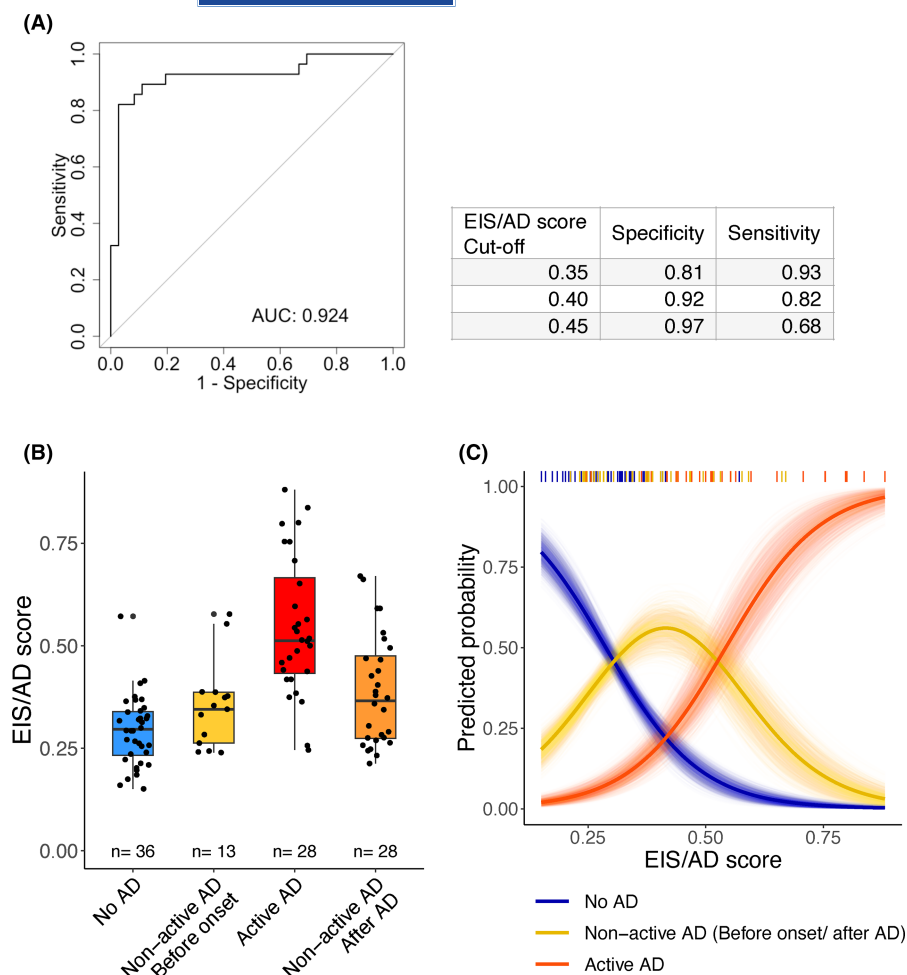 (A)
1.0
0.8
0.6
0.4
0.2
0.0
Sensitivity
AUC: 0.924
0.0 0.2 0.4 0.6 0.8 1.0
1 - Specificity
EIS/AD score Cut-off Specificity Sensitivity
0.35 0.81 0.93
0.40 0.92 0.82
0.45 0.97 0.68
(B)
EIS/AD score
0.75
0.50
0.25
0.00
n= 36 n= 13 n= 28 n= 28
No AD
Non−active AD
Before onset
Active AD
Non−active AD
After AD
(C)
Predicted probability
1.00
0.75
0.50
0.25
0.00
0.25 0.50 0.75
EIS/AD score
No AD
Non−active AD (Before onset/ after AD)
Active AD